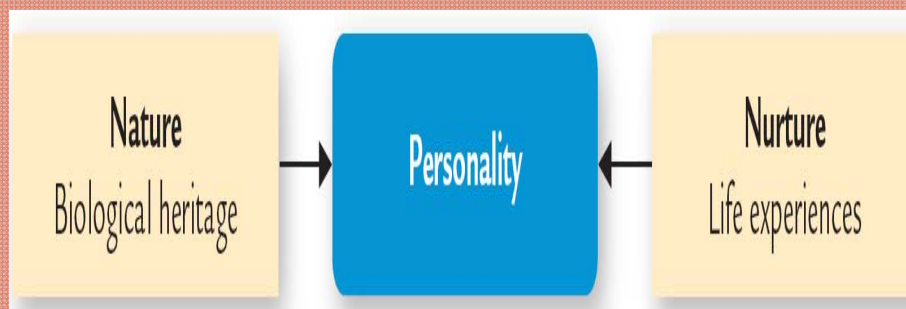 Nature
Biological heritage
Personality
Nurture
Life experiences